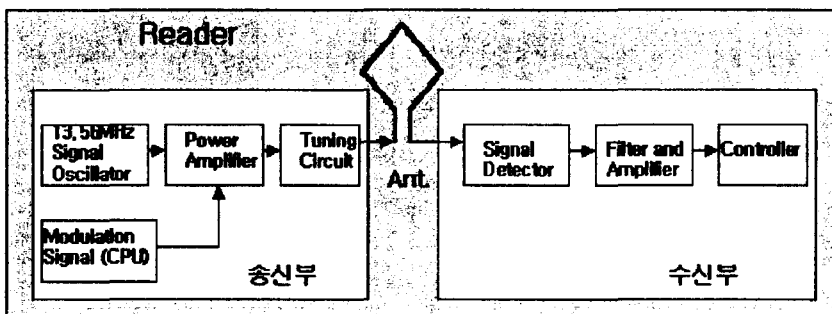 Reader
13.56MHz
Signal
Oscillator
Power
Amplifier
Tuning
Circuit
Modulation
Signal (CPU)
송신부
Ant.
Signal
Detector
Filter and
Amplifier
Controller
수신부